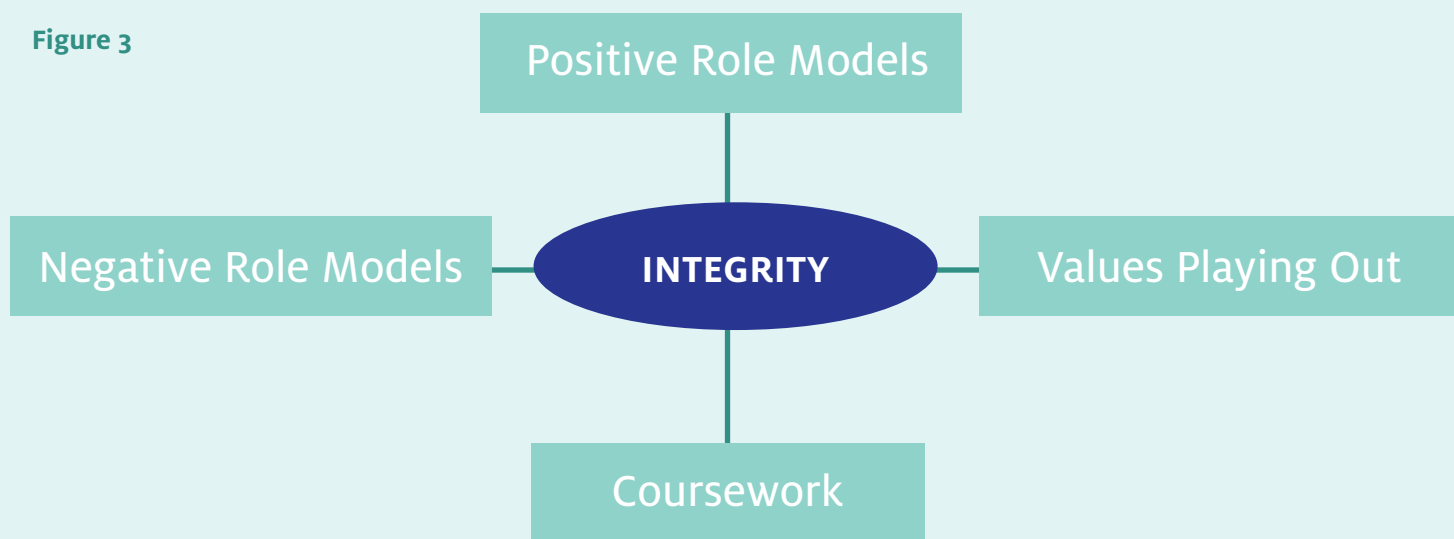 Figure 3
Positive Role Models
Negative Role Models
INTEGRITY
Values Playing Out
Coursework